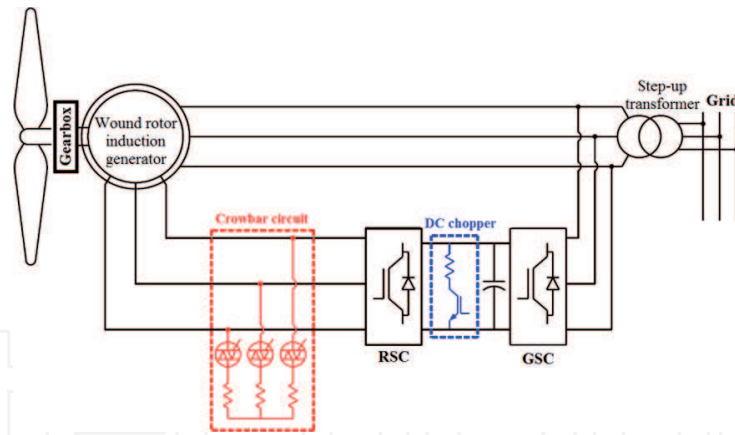 Step-up
transformer
Grid
Gearbox
Wound rotor
induction
generator
Crowbar circuit
DC chopper
RSC
GSC